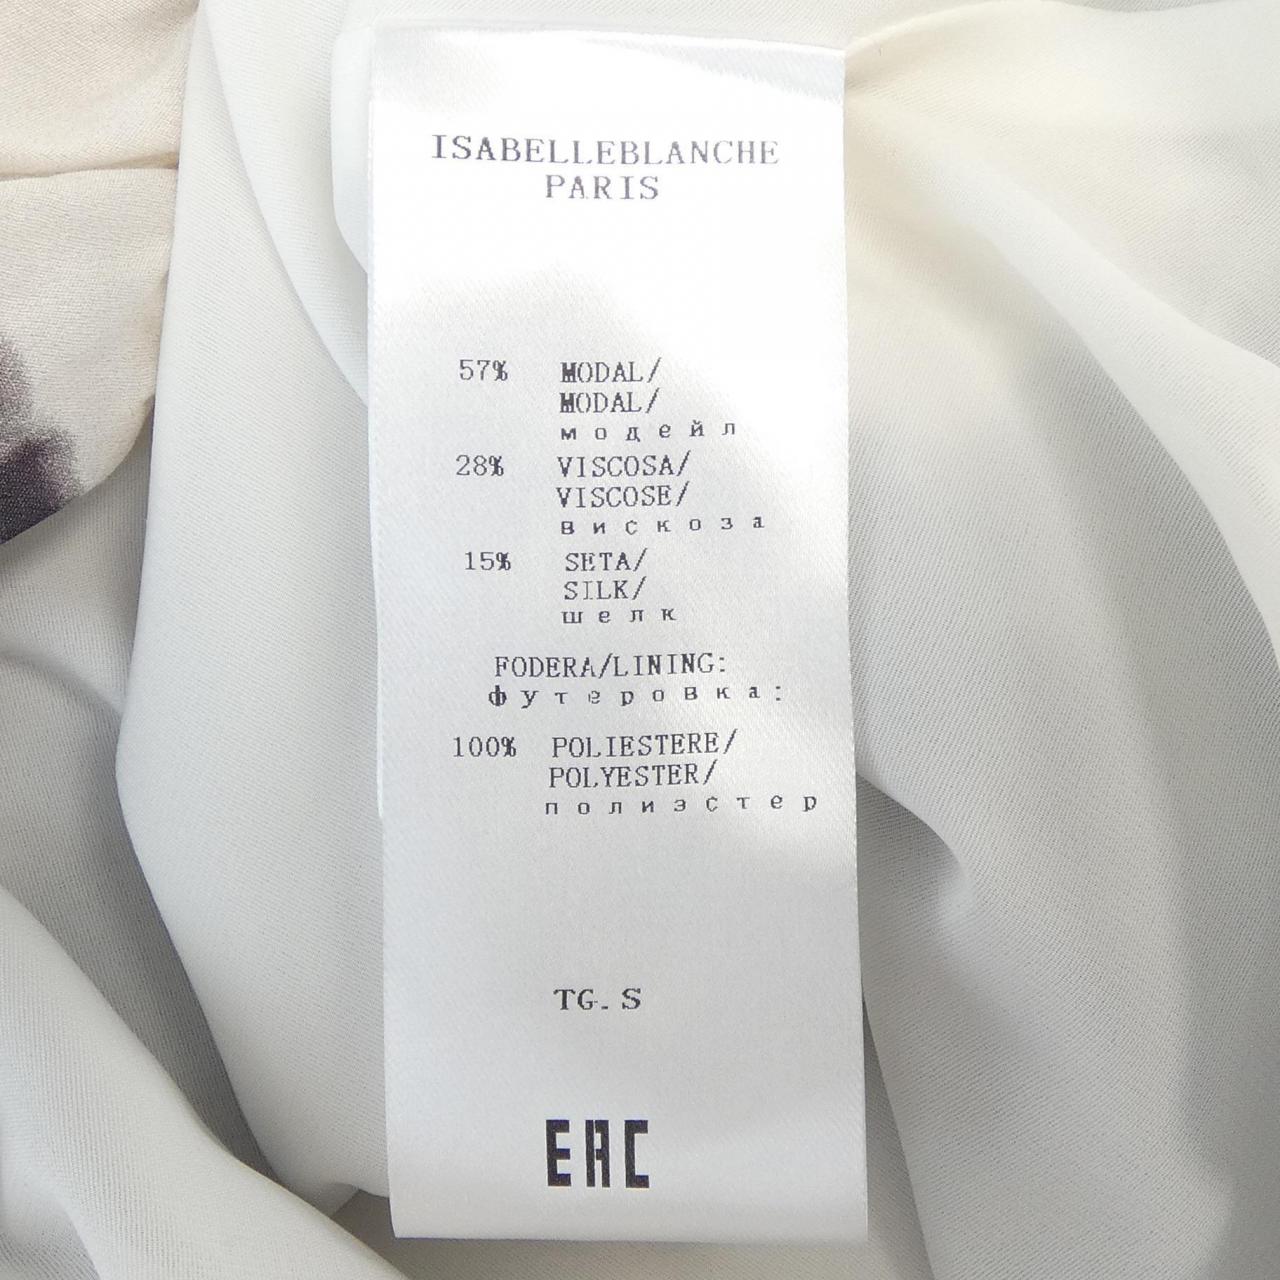 ISABELLEBLANCHE
PARIS
57% MODAL/
MODAL/
модейл
28% VISCOSA/
VISCOSE/
вискоза
15% SETA/
SILK/
шелк
FODERA/LINING:
футеровка:
100% POLIESTERE/
POLYESTER/
полиэстер
TG. S
EAC